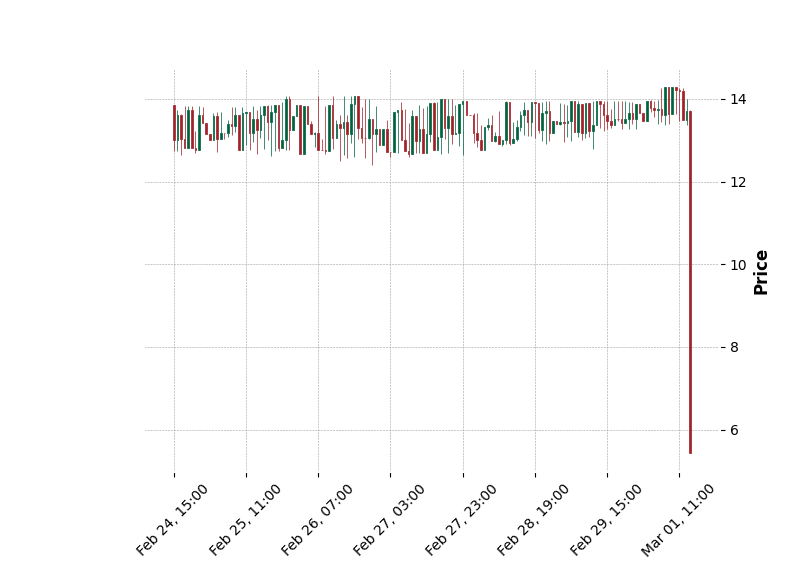 14
12
10
8
6
Price
Feb 24, 15:00
Feb 25, 11:00
Feb 26, 07:00
Feb 27, 03:00
Feb 27, 23:00
Feb 28, 19:00
Feb 29, 15:00
Mar 01, 11:00